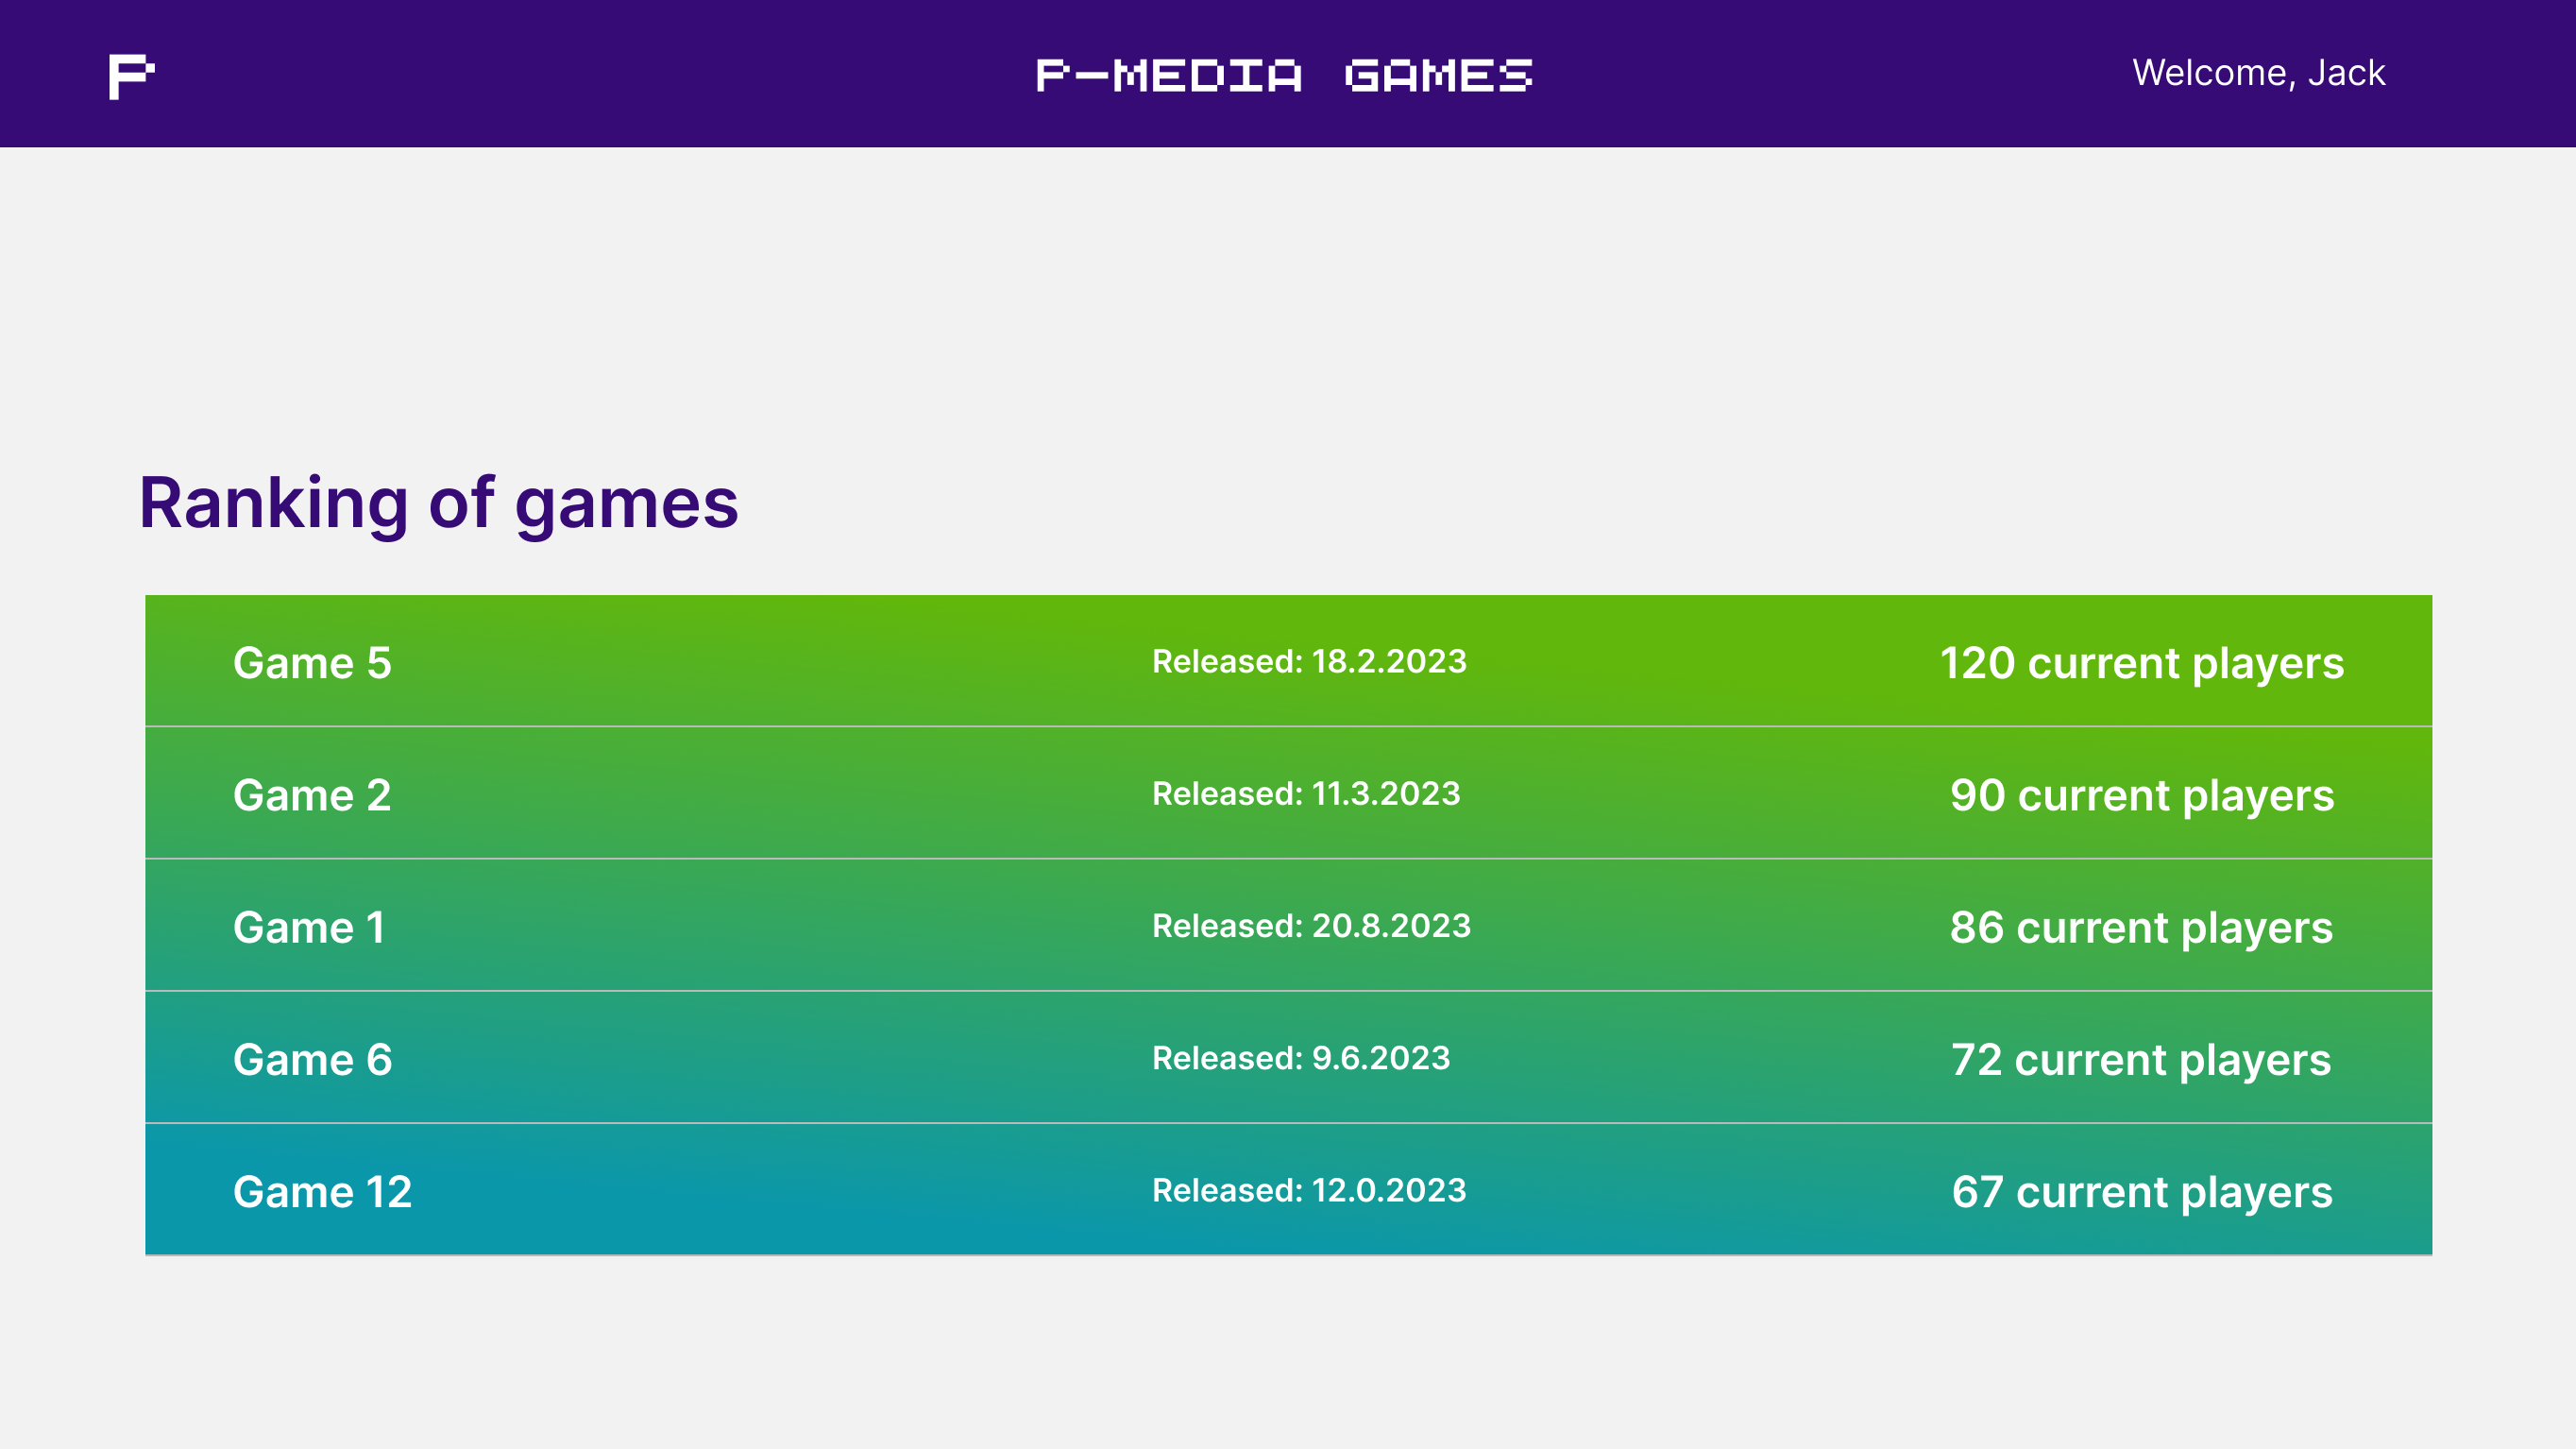 P
P-MEDIA GAMES
Welcome, Jack
Ranking of games
Game 5
Released: 18.2.2023
120 current players
Game 2
Released: 11.3.2023
90 current players
Game 1
Released: 20.8.2023
86 current players
Game 6
Released: 9.6.2023
72 current players
Game 12
Released: 12.0.2023
67 current players